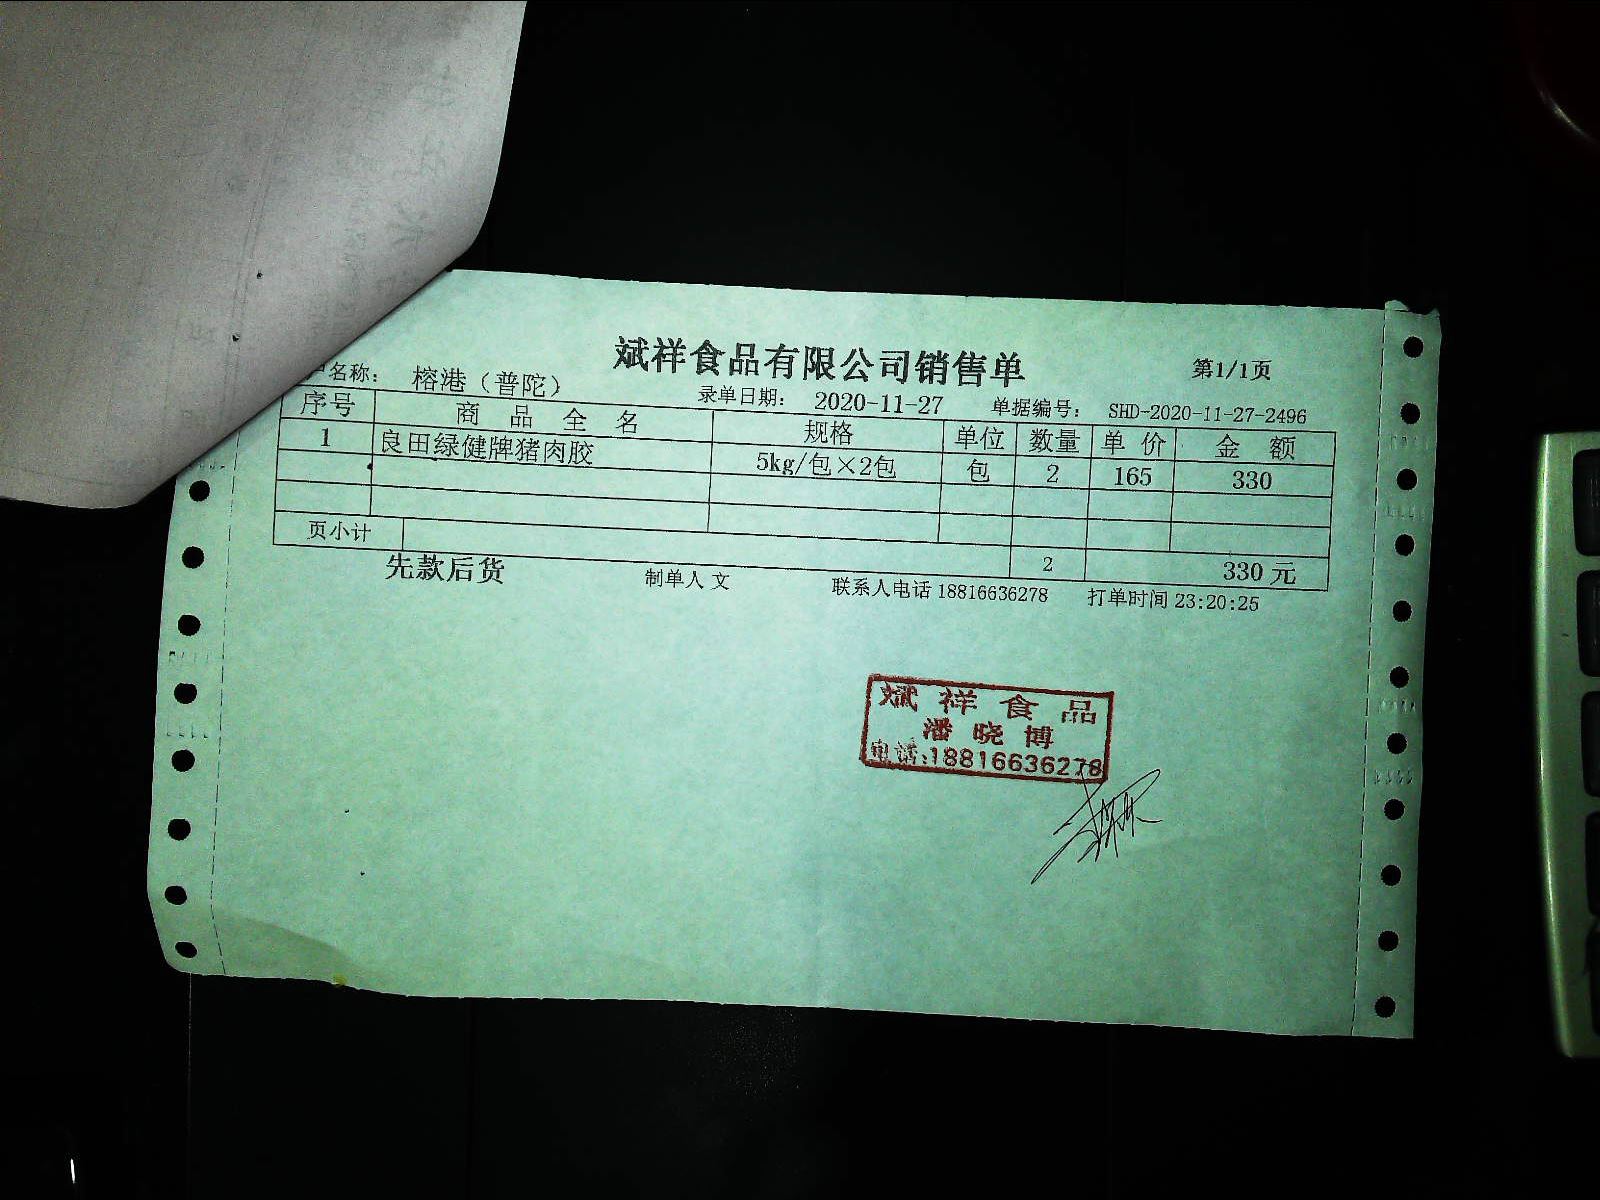 斌祥食品有限公司销售单
第1/1页
户名称： 榕港（普陀） 录单日期： 2020-11-27 单据编号： SHD-2020-11-27-2496
序号 商品全名 规格 单位 数量 单价 金额
1 良田绿健牌猪肉胶 5kg/包×2包 包 2 165 330
页小计 2 330元
先款后货 制单人 文 联系人电话 18816636278 打单时间 23:20:25
斌祥食品
潘晓博
电话:18816636278